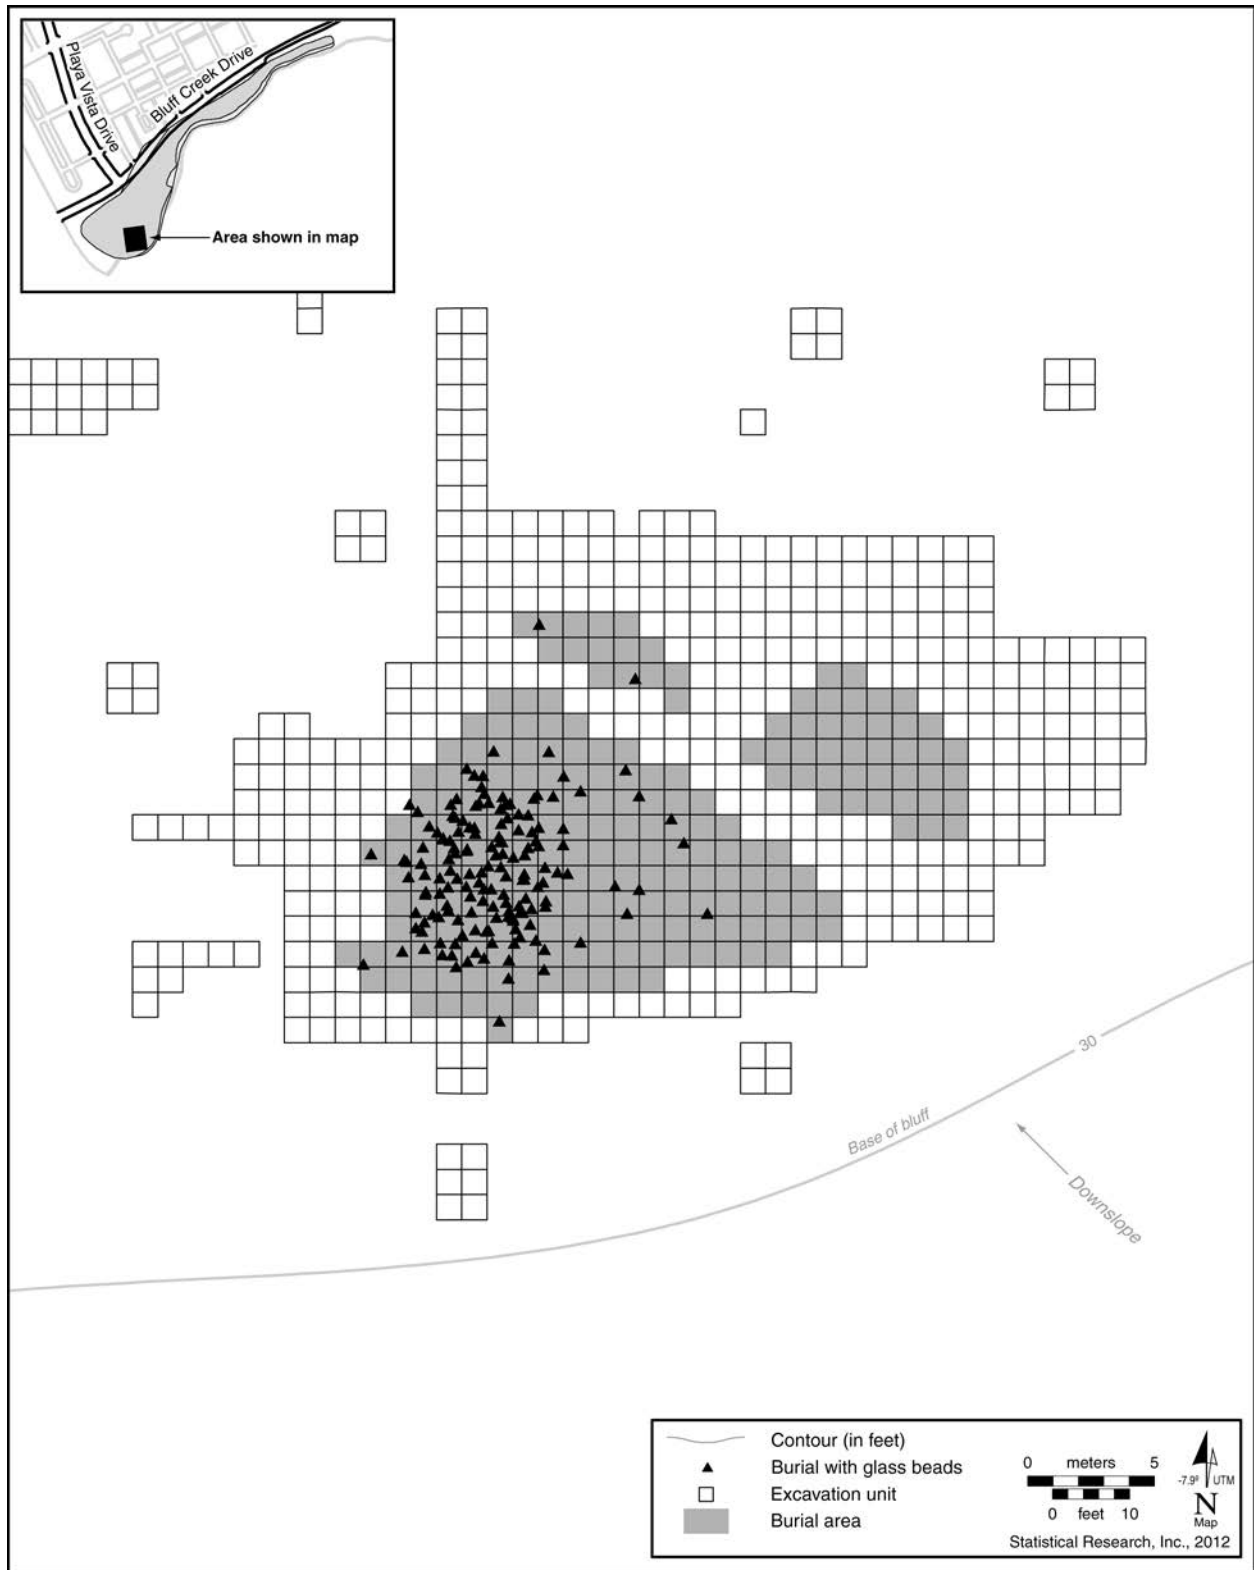 Playa Vista Drive
Bluff Creek Drive
Area shown in map
30
Base of bluff
Downslope
Contour (in feet)
Burial with glass beads
Excavation unit
Burial area
0 meters 5
0 feet 10
-7.9º UTM
N
Map
Statistical Research, Inc., 2012